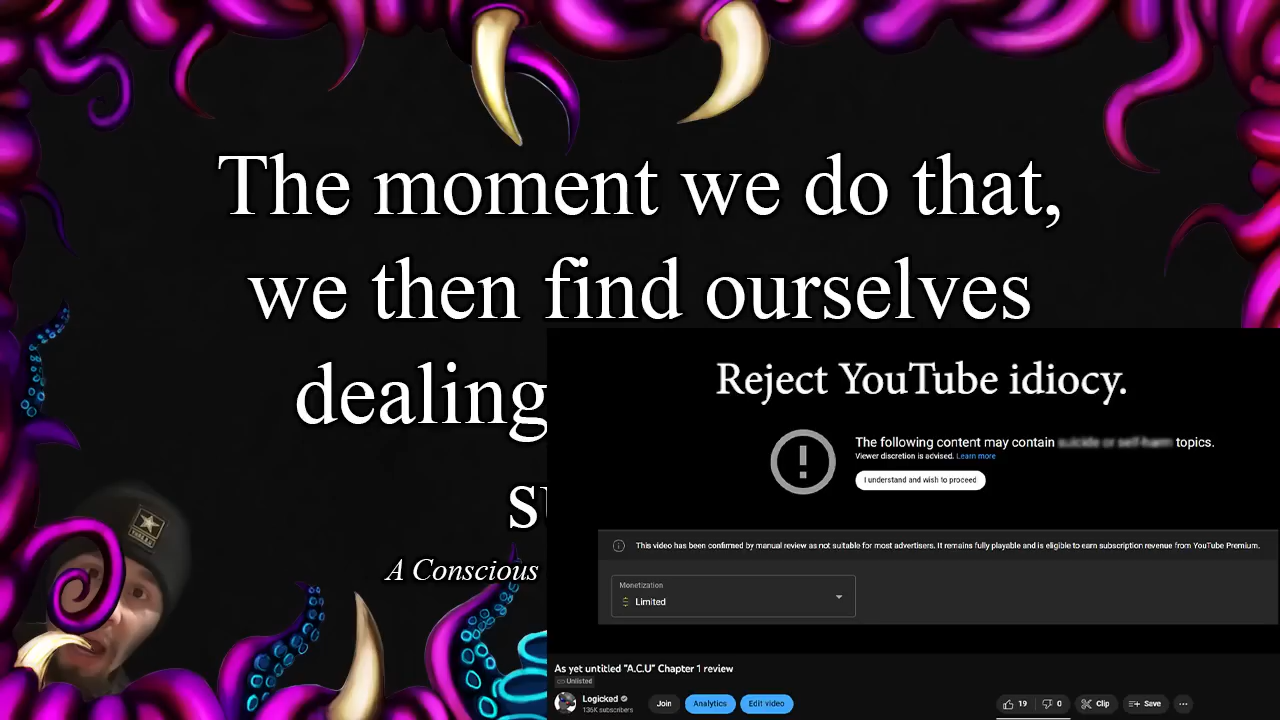 The moment we do that,
we then find ourselves
dealing
A Conscious
Reject YouTube idiocy.
The following content may contain suicide or self-harm topics.
Viewer discretion is advised. Learn more
I understand and wish to proceed
This video has been confirmed by manual review as not suitable for most advertisers. It remains fully playable and is eligible to earn subscription revenue from YouTube Premium.
Monetization
Limited
As yet untitled "A.C.U" Chapter 1 review
Unlisted
Logicked
136K subscribers
Join
Analytics
Edit video
19
0
Clip
Save